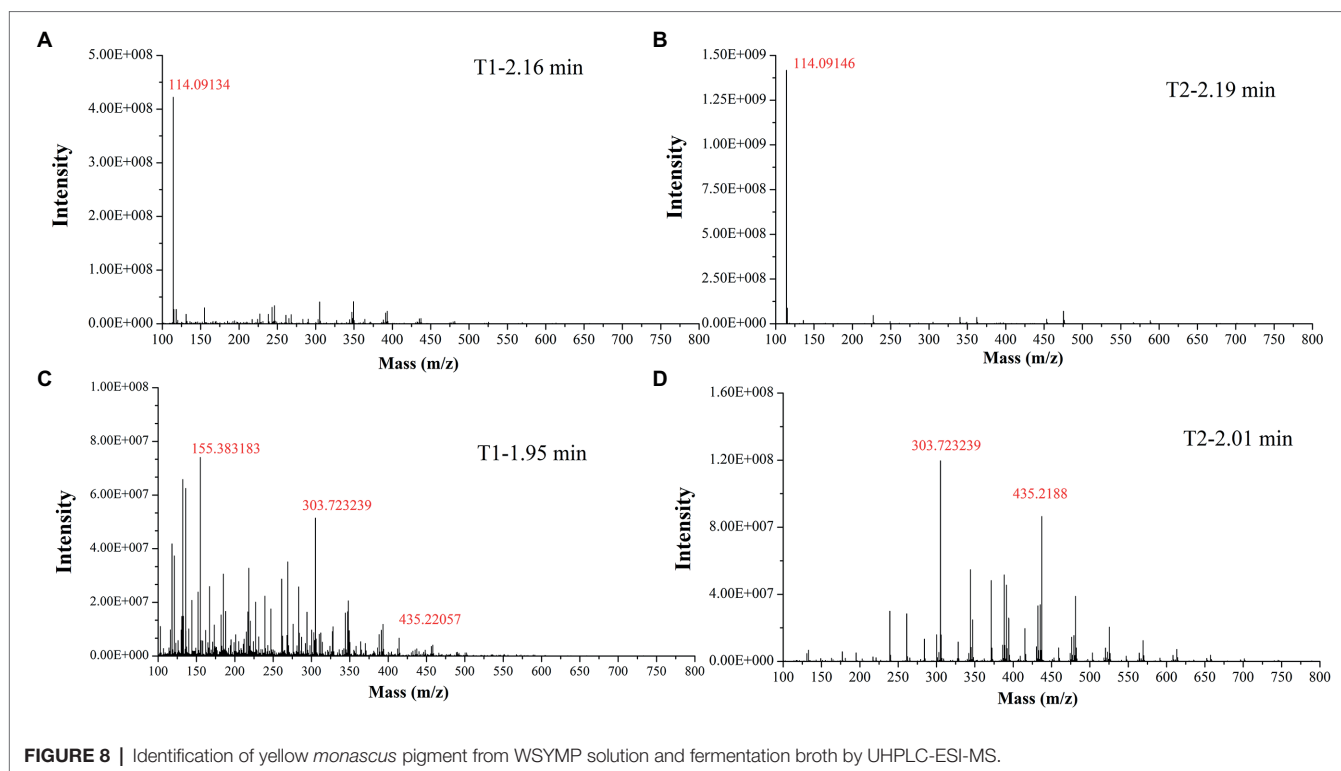 A
T1-2.16 min
5.00E+008
4.00E+008
3.00E+008
2.00E+008
1.00E+008
0.00E+000
114.09134
Intensity
100 150 200 250 300 350 400 450 500 550 600 650 700 750 800
Mass (m/z)
B
T2-2.19 min
1.50E+009
1.25E+009
1.00E+009
7.50E+008
5.00E+008
2.50E+008
0.00E+000
114.09146
Intensity
100 150 200 250 300 350 400 450 500 550 600 650 700 750 800
Mass (m/z)
C
T1-1.95 min
1.00E+008
8.00E+007
6.00E+007
4.00E+007
2.00E+007
0.00E+000
155.383183
303.723239
435.22057
Intensity
100 150 200 250 300 350 400 450 500 550 600 650 700 750 800
Mass (m/z)
D
T2-2.01 min
1.60E+008
1.20E+008
8.00E+007
4.00E+007
0.00E+000
303.723239
435.2188
Intensity
100 150 200 250 300 350 400 450 500 550 600 650 700 750 800
Mass (m/z)
FIGURE 8 | Identification of yellow monascus pigment from WSYMP solution and fermentation broth by UHPLC-ESI-MS.